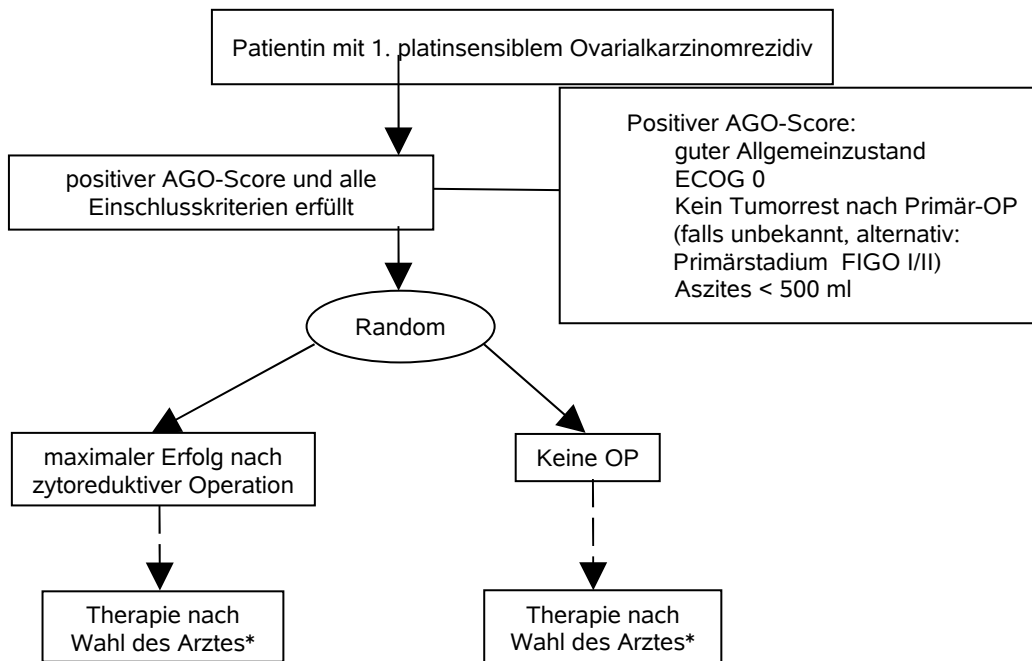 Patientin mit 1. platinsensiblem Ovarialkarzinomrezidiv
positiver AGO-Score und alle
Einschlusskriterien erfüllt
Positiver AGO-Score:
guter Allgemeinzustand
ECOG 0
Kein Tumorrest nach Primär-OP
(falls unbekannt, alternativ:
Primärstadium FIGO I/II)
Aszites < 500 ml
Random
maximaler Erfolg nach
zytoreduktiver Operation
Keine OP
Therapie nach
Wahl des Arztes*
Therapie nach
Wahl des Arztes*